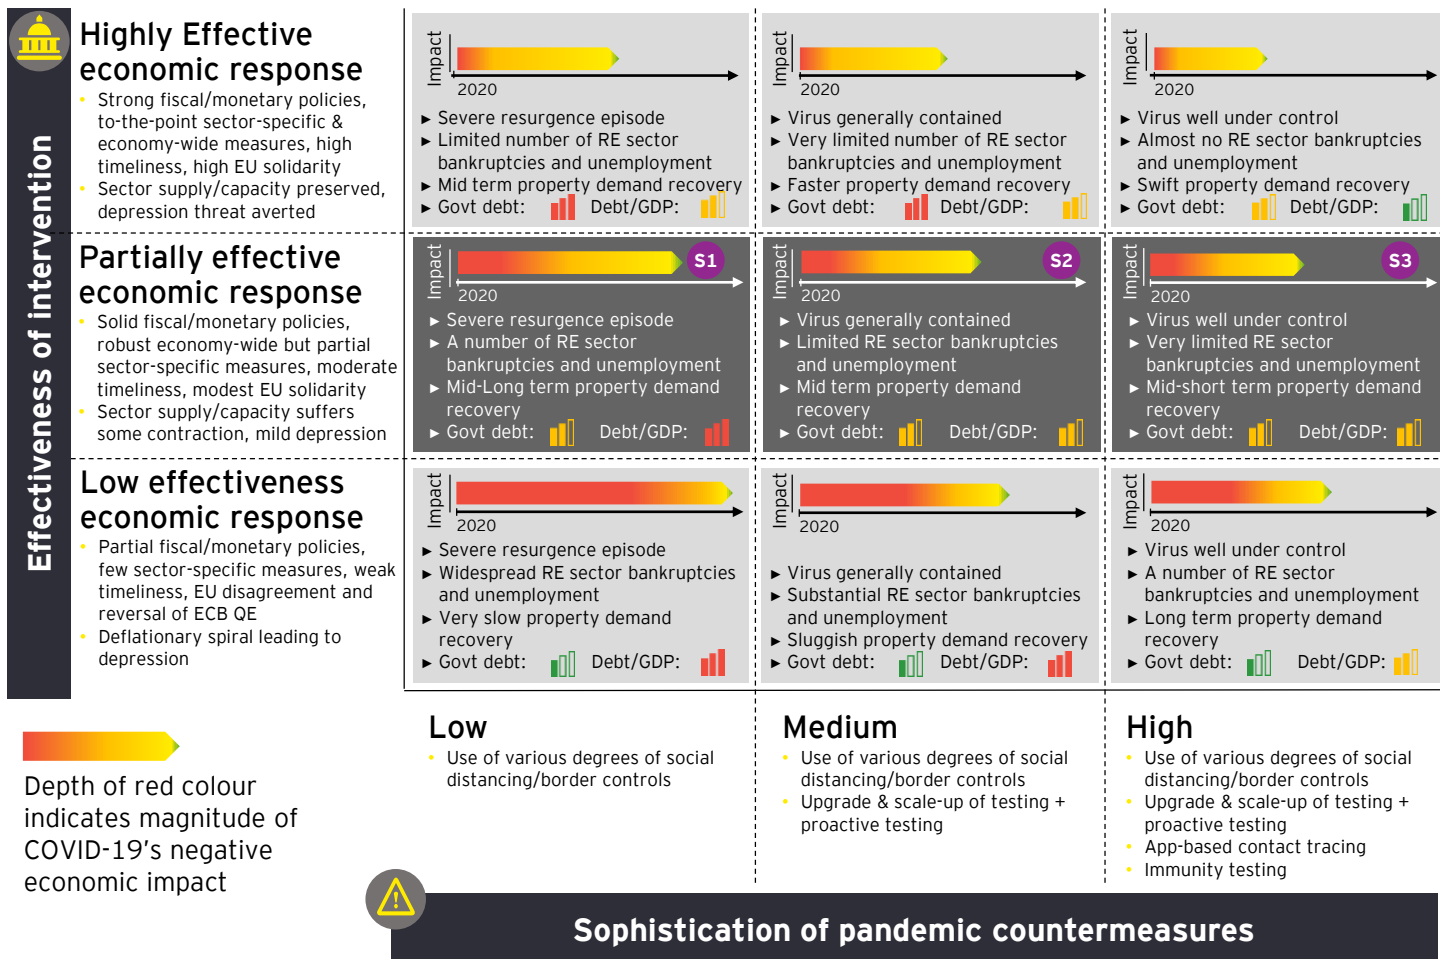 Effectiveness of intervention
Highly Effective
economic response
• Strong fiscal/monetary policies,
to-the-point sector-specific &
economy-wide measures, high
timeliness, high EU solidarity
• Sector supply/capacity preserved,
depression threat averted
Impact
2020
► Severe resurgence episode
► Limited number of RE sector
bankruptcies and unemployment
► Mid term property demand recovery
► Govt debt: Debt/GDP:
Impact
2020
► Virus generally contained
► Very limited number of RE sector
bankruptcies and unemployment
► Faster property demand recovery
► Govt debt: Debt/GDP:
Impact
2020
► Virus well under control
► Almost no RE sector bankruptcies
and unemployment
► Swift property demand recovery
► Govt debt: Debt/GDP:
Partially effective
economic response
• Solid fiscal/monetary policies,
robust economy-wide but partial
sector-specific measures, moderate
timeliness, modest EU solidarity
• Sector supply/capacity suffers
some contraction, mild depression
Impact
S1
2020
► Severe resurgence episode
► A number of RE sector
bankruptcies and unemployment
► Mid-Long term property demand
recovery
► Govt debt: Debt/GDP:
Impact
S2
2020
► Virus generally contained
► Limited RE sector bankruptcies
and unemployment
► Mid term property demand
recovery
► Govt debt: Debt/GDP:
Impact
S3
2020
► Virus well under control
► Very limited RE sector
bankruptcies and unemployment
► Mid-short term property demand
recovery
► Govt debt: Debt/GDP:
Low effectiveness
economic response
• Partial fiscal/monetary policies,
few sector-specific measures, weak
timeliness, EU disagreement and
reversal of ECB QE
• Deflationary spiral leading to
depression
Impact
2020
► Severe resurgence episode
► Widespread RE sector bankruptcies
and unemployment
► Very slow property demand
recovery
► Govt debt: Debt/GDP:
Impact
2020
► Virus generally contained
► Substantial RE sector bankruptcies
and unemployment
► Sluggish property demand recovery
► Govt debt: Debt/GDP:
Impact
2020
► Virus well under control
► A number of RE sector
bankruptcies and unemployment
► Long term property demand
recovery
► Govt debt: Debt/GDP:
Depth of red colour
indicates magnitude of
COVID-19's negative
economic impact
Low
• Use of various degrees of social
distancing/border controls
Medium
• Use of various degrees of social
distancing/border controls
• Upgrade & scale-up of testing +
proactive testing
High
• Use of various degrees of social
distancing/border controls
• Upgrade & scale-up of testing +
proactive testing
• App-based contact tracing
• Immunity testing
Sophistication of pandemic countermeasures